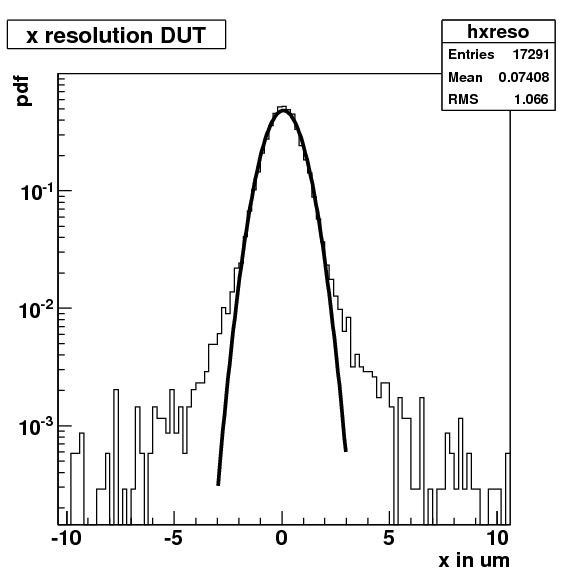 x resolution DUT
hxreso
Entries 17291
Mean 0.07408
RMS 1.066
pdf
10-1
10-2
10-3
-10 -5 0 5 10
x in um